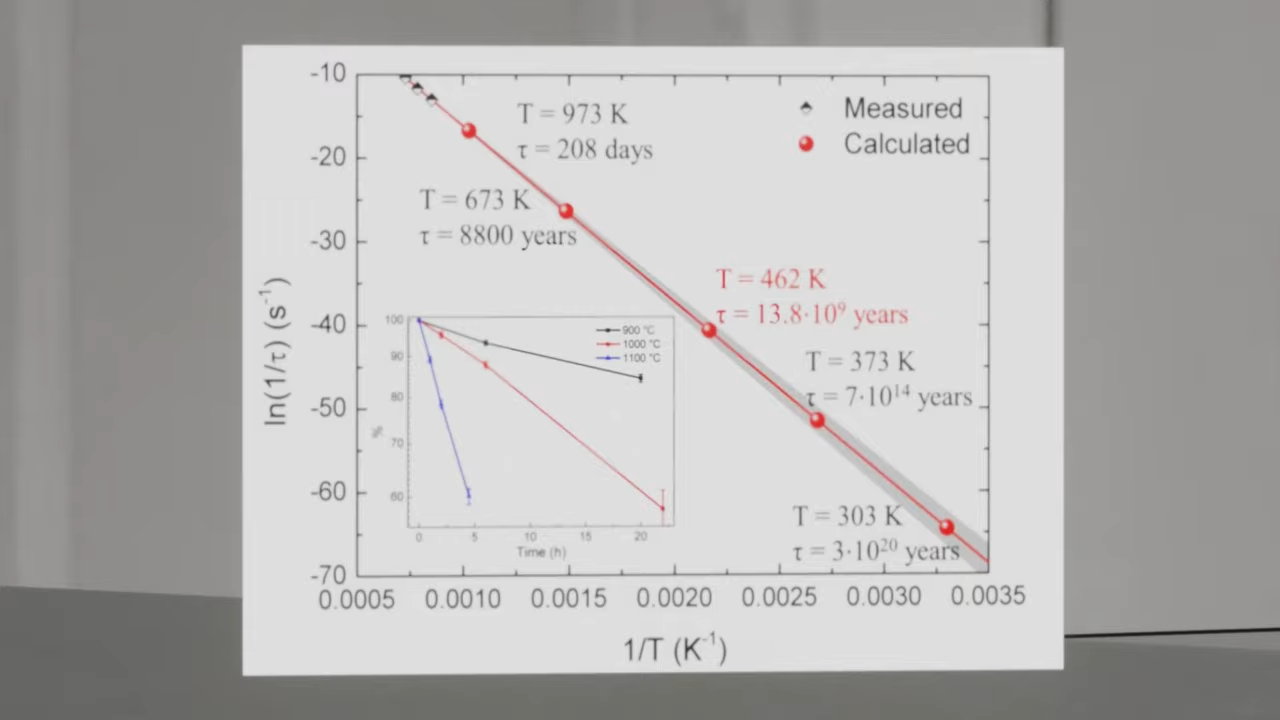 Measured
Calculated
T = 973 K
τ = 208 days
T = 673 K
τ = 8800 years
T = 462 K
τ = 13.8·10⁹ years
T = 373 K
τ = 7·10¹⁴ years
T = 303 K
τ = 3·10²⁰ years
-10
-20
-30
-40
-50
-60
-70
ln(1/τ) (s⁻¹)
0.0005 0.0010 0.0015 0.0020 0.0025 0.0030 0.0035
1/T (K⁻¹)
900 °C
1000 °C
1100 °C
100
90
80
70
60
%
0 5 10 15 20
Time (h)